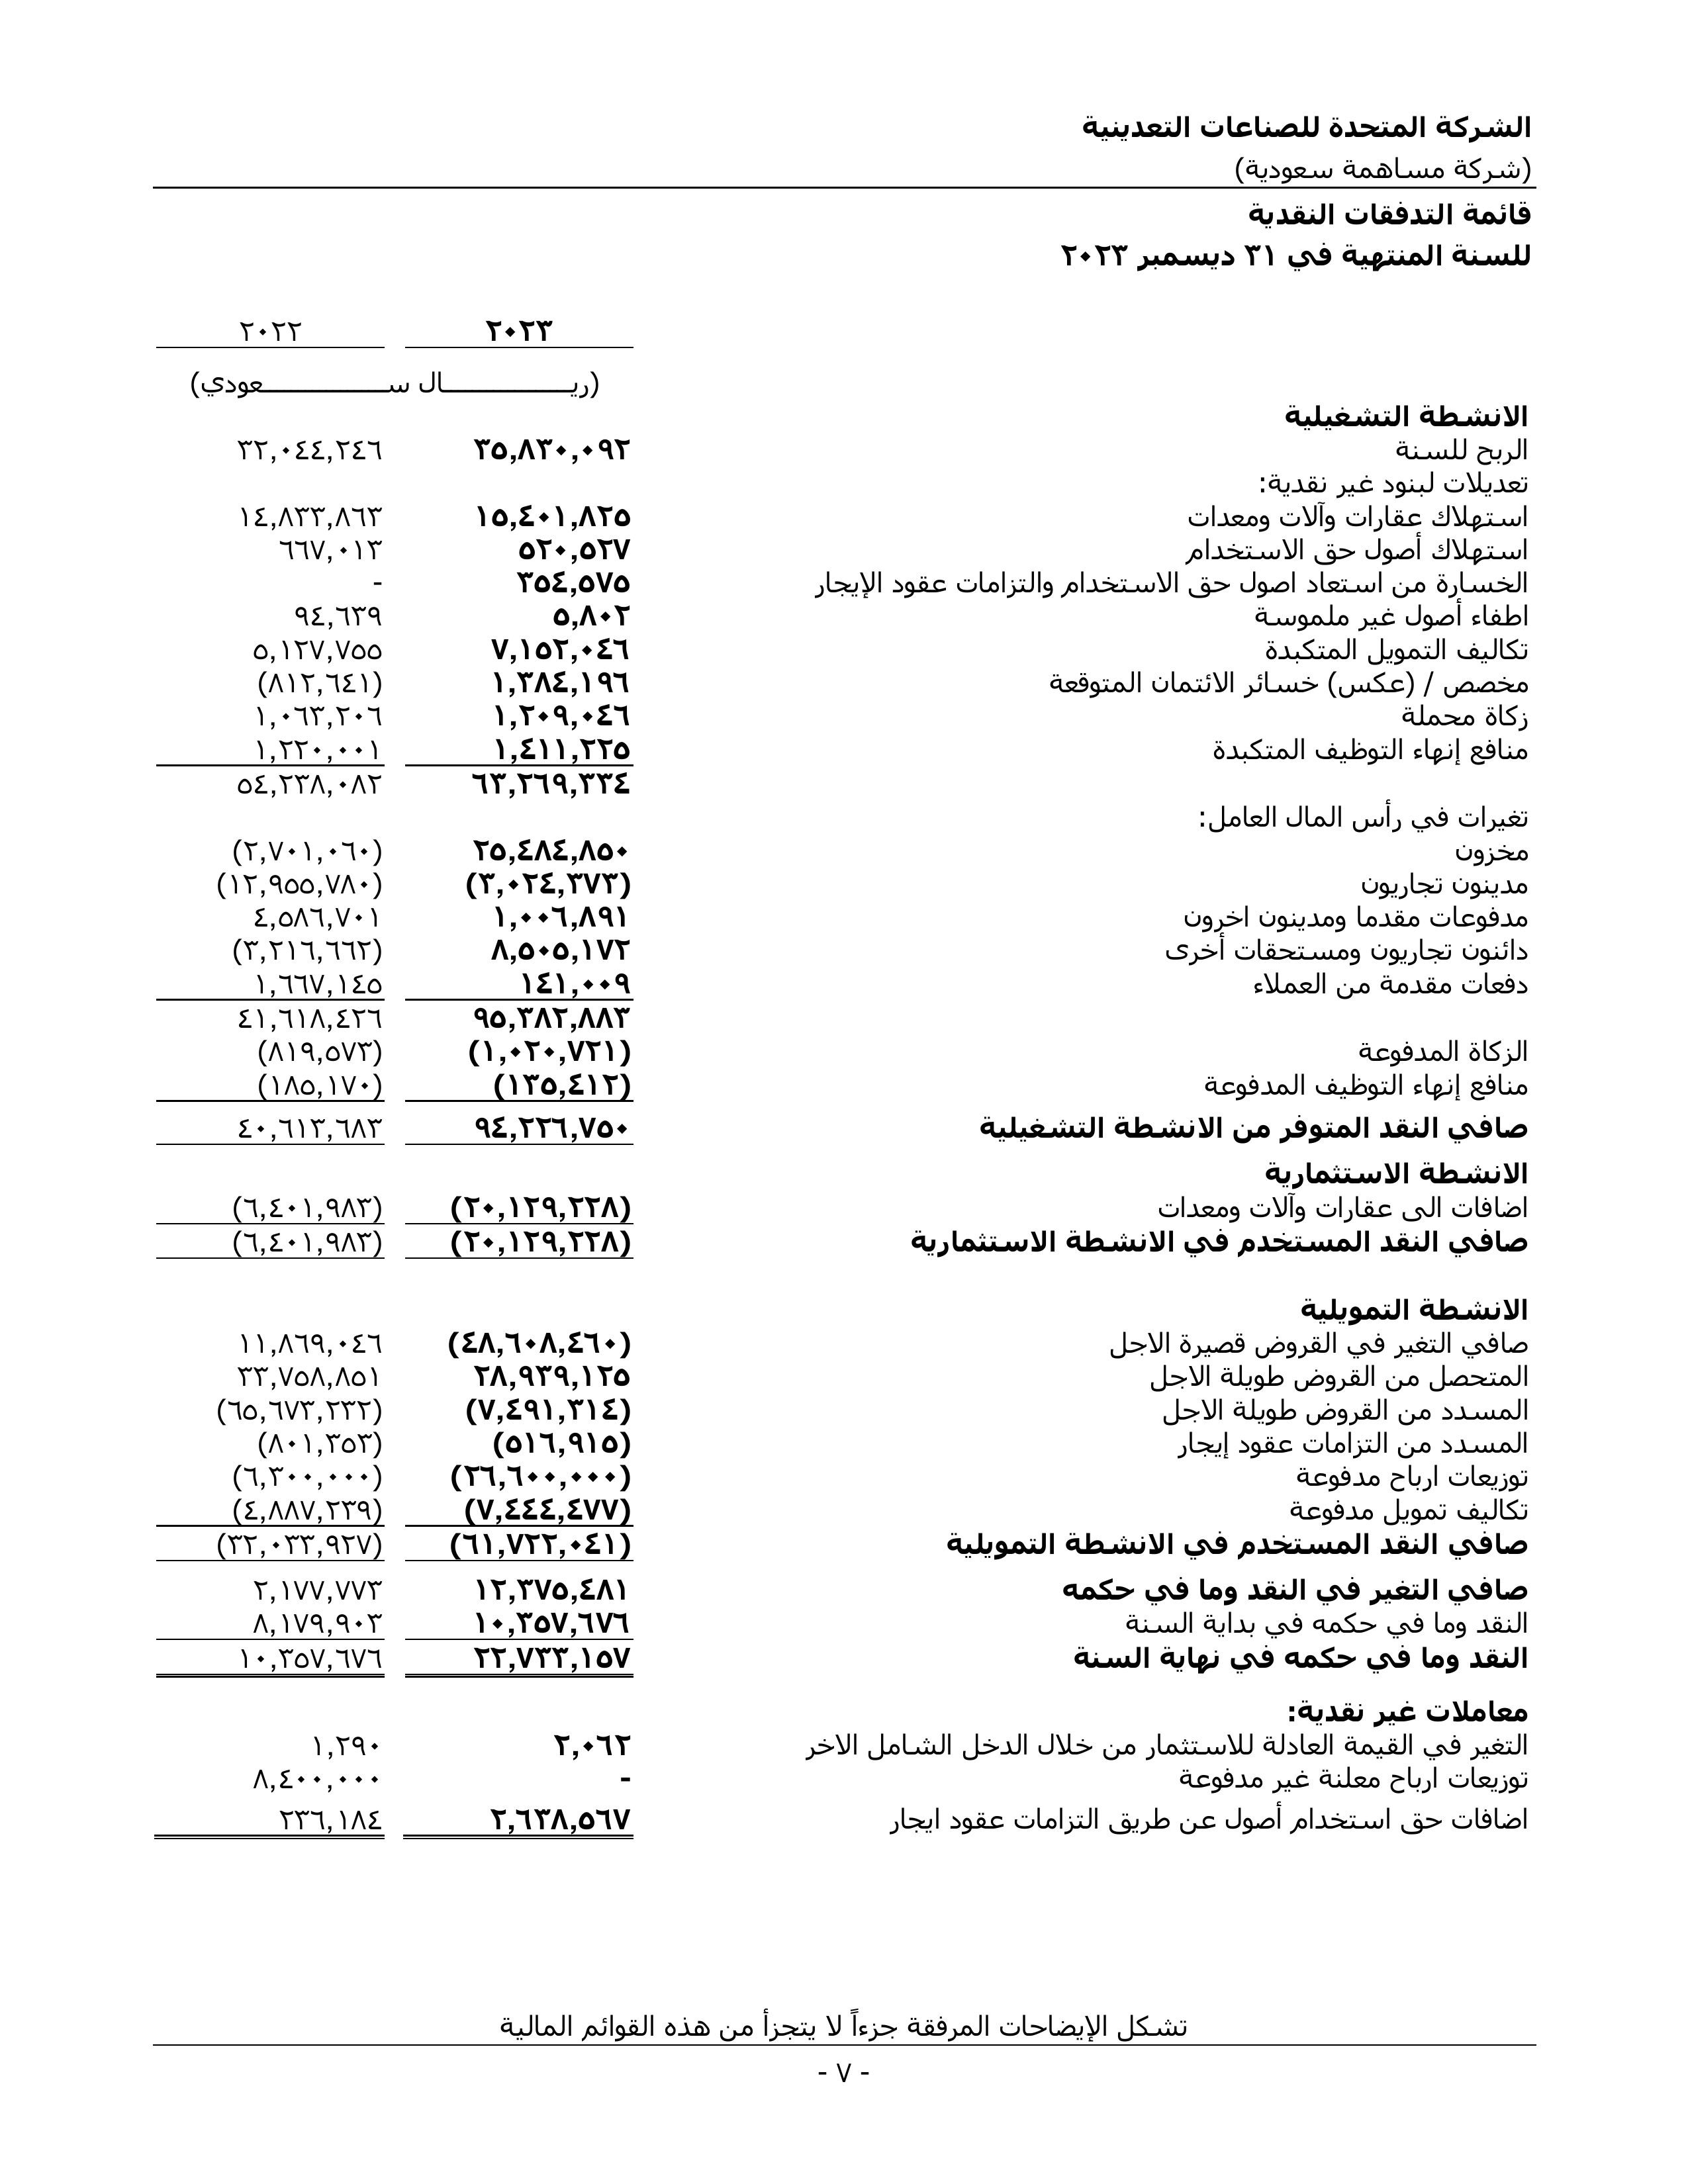 الشركة المتحدة للصناعات التعدينية
(شركة مساهمة سعودية)
قائمة التدفقات النقدية
للسنة المنتهية في ٣١ ديسمبر ٢٠٢٣
٢٠٢٣ ٢٠٢٢
(ريـــــــــــال ســـــــــــعودي)
الانشطة التشغيلية
الربح للسنة ٣٥,٨٣٠,٠٩٢ ٣٢,٠٤٤,٢٤٦
تعديلات لبنود غير نقدية:
استهلاك عقارات وآلات ومعدات ١٥,٤٠١,٨٢٥ ١٤,٨٣٣,٨٦٣
استهلاك أصول حق الاستخدام ٥٢٠,٥٢٧ ٦٦٧,٠١٣
الخسارة من استعاد اصول حق الاستخدام والتزامات عقود الإيجار ٣٥٤,٥٧٥ -
اطفاء أصول غير ملموسة ٥,٨٠٢ ٩٤,٦٣٩
تكاليف التمويل المتكبدة ٧,١٥٢,٠٤٦ ٥,١٢٧,٧٥٥
مخصص / (عكس) خسائر الائتمان المتوقعة ١,٣٨٤,١٩٦ (٨١٢,٦٤١)
زكاة محملة ١,٢٠٩,٠٤٦ ١,٠٦٣,٢٠٦
منافع إنهاء التوظيف المتكبدة ١,٤١١,٢٢٥ ١,٢٢٠,٠٠١
٦٣,٢٦٩,٣٣٤ ٥٤,٢٣٨,٠٨٢
تغيرات في رأس المال العامل:
مخزون ٢٥,٤٨٤,٨٥٠ (٢,٧٠١,٠٦٠)
مدينون تجاريون (٣,٠٢٤,٣٧٣) (١٢,٩٥٥,٧٨٠)
مدفوعات مقدما ومدينون اخرون ١,٠٠٦,٨٩١ ٤,٥٨٦,٧٠١
دائنون تجاريون ومستحقات أخرى ٨,٥٠٥,١٧٢ (٣,٢١٦,٦٦٢)
دفعات مقدمة من العملاء ١٤١,٠٠٩ ١,٦٦٧,١٤٥
٩٥,٣٨٢,٨٨٣ ٤١,٦١٨,٤٢٦
الزكاة المدفوعة (١,٠٢٠,٧٢١) (٨١٩,٥٧٣)
منافع إنهاء التوظيف المدفوعة (١٣٥,٤١٢) (١٨٥,١٧٠)
صافي النقد المتوفر من الانشطة التشغيلية ٩٤,٢٢٦,٧٥٠ ٤٠,٦١٣,٦٨٣
الانشطة الاستثمارية
اضافات الى عقارات وآلات ومعدات (٢٠,١٢٩,٢٢٨) (٦,٤٠١,٩٨٣)
صافي النقد المستخدم في الانشطة الاستثمارية (٢٠,١٢٩,٢٢٨) (٦,٤٠١,٩٨٣)
الانشطة التمويلية
صافي التغير في القروض قصيرة الاجل (٤٨,٦٠٨,٤٦٠) ١١,٨٦٩,٠٤٦
المتحصل من القروض طويلة الاجل ٢٨,٩٣٩,١٢٥ ٣٣,٧٥٨,٨٥١
المسدد من القروض طويلة الاجل (٧,٤٩١,٣١٤) (٦٥,٦٧٣,٢٣٢)
المسدد من التزامات عقود إيجار (٥١٦,٩١٥) (٨٠١,٣٥٣)
توزيعات ارباح مدفوعة (٢٦,٦٠٠,٠٠٠) (٦,٣٠٠,٠٠٠)
تكاليف تمويل مدفوعة (٧,٤٤٤,٤٧٧) (٤,٨٨٧,٢٣٩)
صافي النقد المستخدم في الانشطة التمويلية (٦١,٧٢٢,٠٤١) (٣٢,٠٣٣,٩٢٧)
صافي التغير في النقد وما في حكمه ١٢,٣٧٥,٤٨١ ٢,١٧٧,٧٧٣
النقد وما في حكمه في بداية السنة ١٠,٣٥٧,٦٧٦ ٨,١٧٩,٩٠٣
النقد وما في حكمه في نهاية السنة ٢٢,٧٣٣,١٥٧ ١٠,٣٥٧,٦٧٦
معاملات غير نقدية:
التغير في القيمة العادلة للاستثمار من خلال الدخل الشامل الاخر ٢,٠٦٢ ١,٢٩٠
توزيعات ارباح معلنة غير مدفوعة - ٨,٤٠٠,٠٠٠
اضافات حق استخدام أصول عن طريق التزامات عقود ايجار ٢,٦٣٨,٥٦٧ ٢٣٦,١٨٤
تشكل الإيضاحات المرفقة جزءاً لا يتجزأ من هذه القوائم المالية
- ٧ -